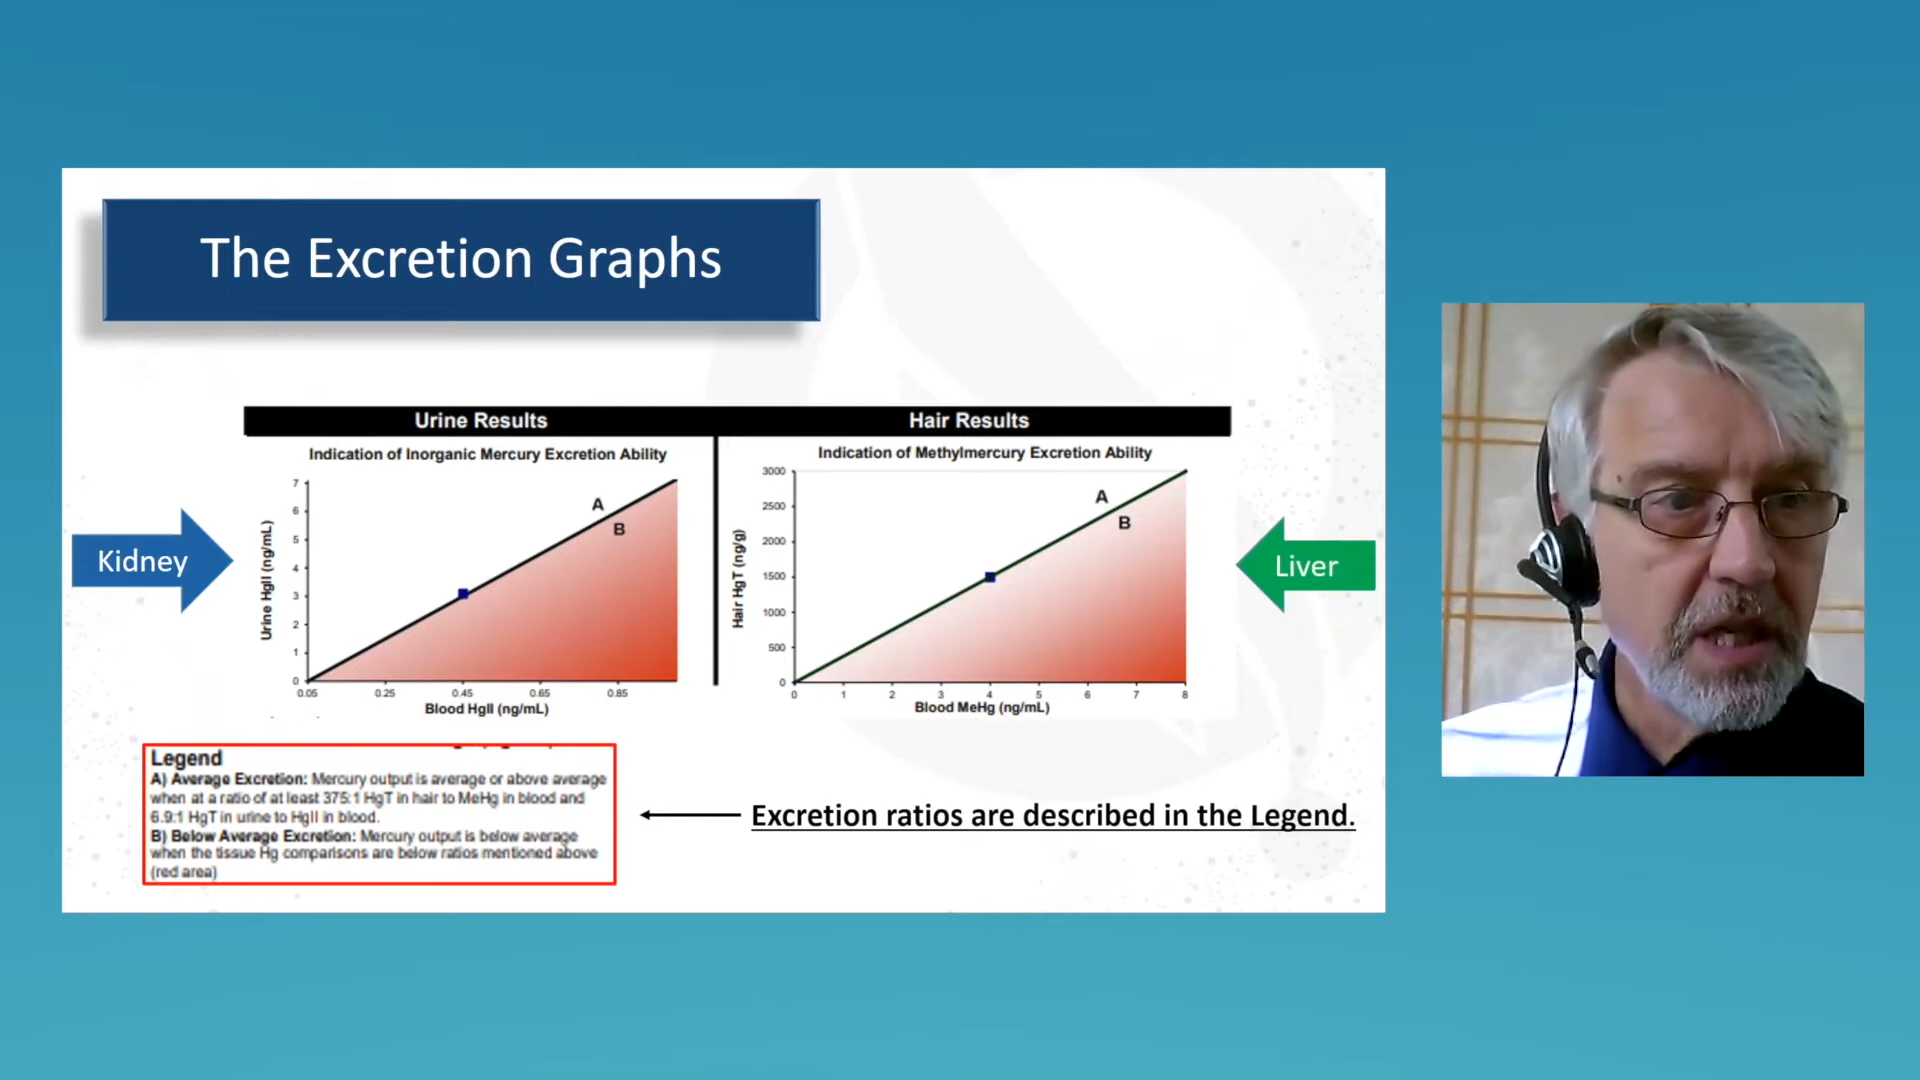 The Excretion Graphs
Urine Results
Hair Results
Indication of Inorganic Mercury Excretion Ability
Indication of Methylmercury Excretion Ability
Kidney
Urine HgII (ng/mL)
7
6
5
4
3
2
1
0
A
B
0.05 0.25 0.45 0.65 0.85
Blood HgII (ng/mL)
Hair HgT (ng/g)
3000
2500
2000
1500
1000
500
0
A
B
0 1 2 3 4 5 6 7 8
Blood MeHg (ng/mL)
Liver
Legend
A) Average Excretion: Mercury output is average or above average
when at a ratio of at least 375:1 HgT in hair to MeHg in blood and
6.9:1 HgT in urine to HgII in blood.
B) Below Average Excretion: Mercury output is below average
when the tissue Hg comparisons are below ratios mentioned above
(red area)
Excretion ratios are described in the Legend.